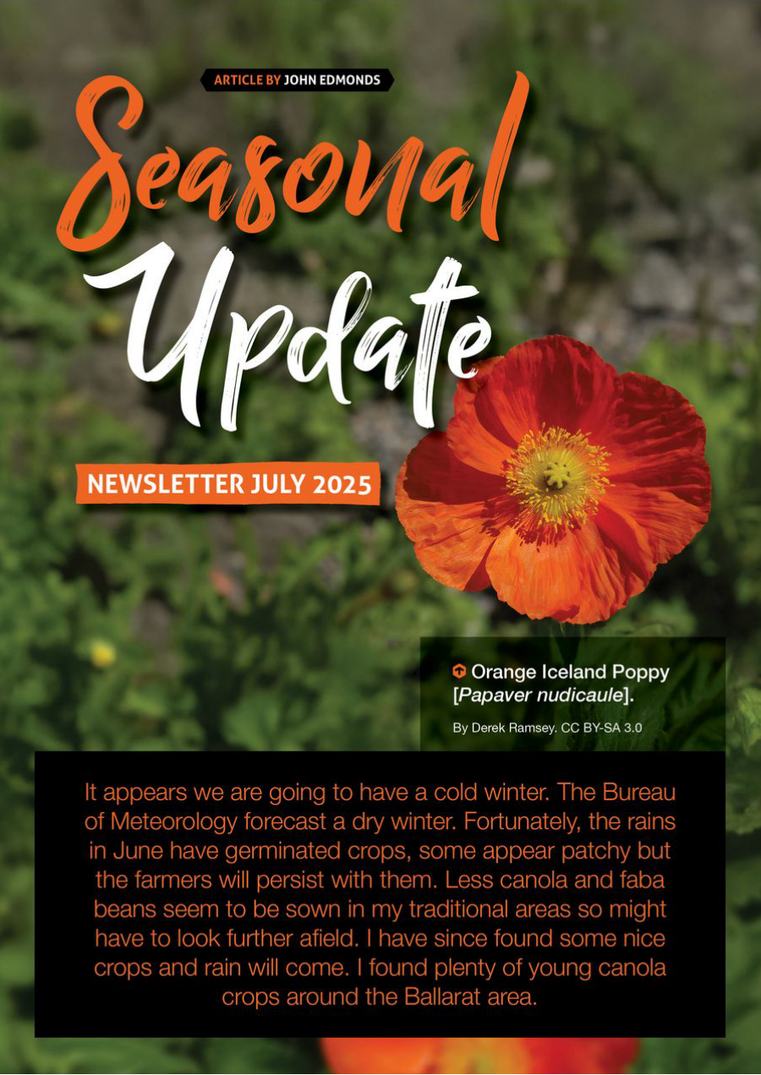 ARTICLE BY JOHN EDMONDS
Seasonal
Update
NEWSLETTER JULY 2025
Orange Iceland Poppy
[Papaver nudicaule].
By Derek Ramsey. CC BY-SA 3.0
It appears we are going to have a cold winter. The Bureau
of Meteorology forecast a dry winter. Fortunately, the rains
in June have germinated crops, some appear patchy but
the farmers will persist with them. Less canola and faba
beans seem to be sown in my traditional areas so might
have to look further afield. I have since found some nice
crops and rain will come. I found plenty of young canola
crops around the Ballarat area.